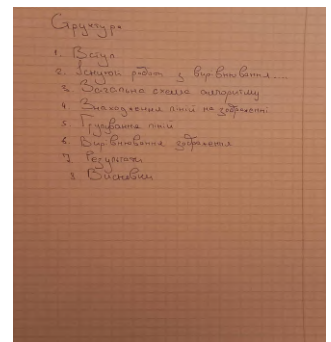 Структура
1. Вступ
2. Існуючі роботи з вирівнювання...
3. Загальна схема алгоритму
4. Знаходження ліній на зображенні
5. Групування ліній
6. Вирівнювання зображення
7. Результати
8. Висновки